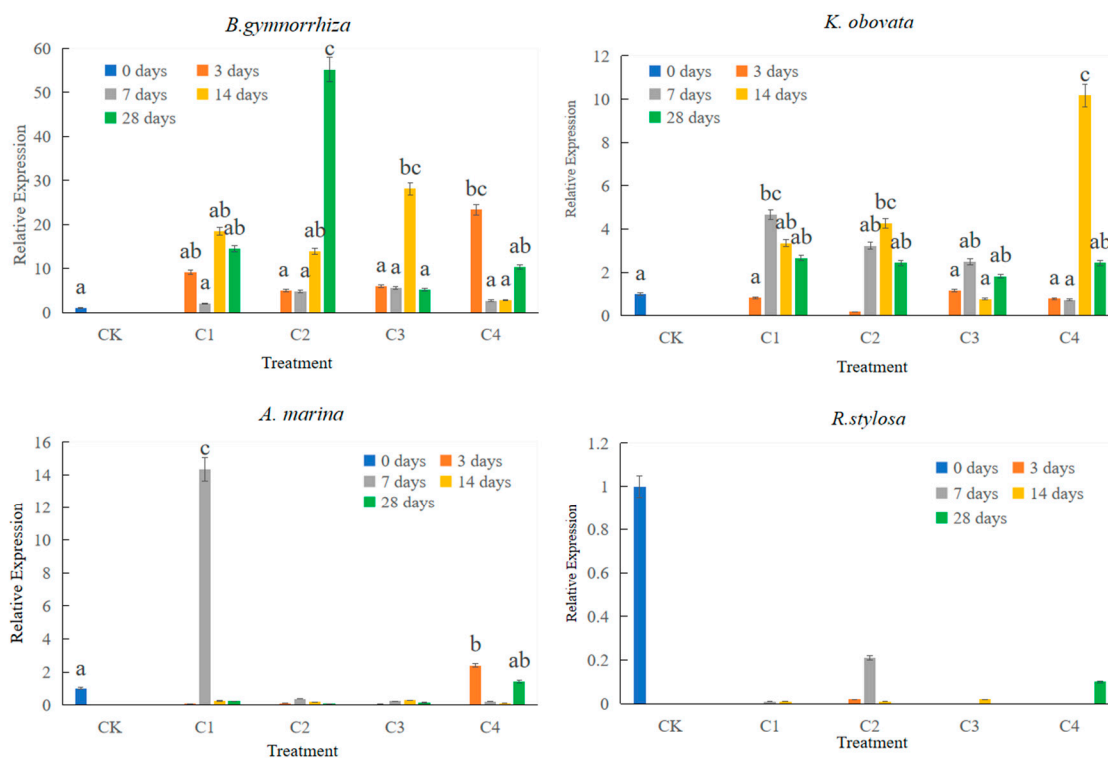 B.gymnorrhiza
60
50
40
30
20
10
0
Relative Expression
0 days 3 days
7 days 14 days
28 days
a
ab a ab ab
a a ab c
a a bc a
bc a a ab
CK C1 C2 C3 C4
Treatment
K. obovata
12
10
8
6
4
2
0
Relative Expression
0 days 3 days
7 days 14 days
28 days
a
a bc ab ab
ab bc ab
a ab a ab
a a c ab
CK C1 C2 C3 C4
Treatment
A. marina
16
14
12
10
8
6
4
2
0
Relative Expression
0 days 3 days
7 days 14 days
28 days
a
c
b ab
CK C1 C2 C3 C4
Treatment
R.stylosa
1.2
1
0.8
0.6
0.4
0.2
0
Relative Expression
0 days 3 days
7 days 14 days
28 days
CK C1 C2 C3 C4
Treatment